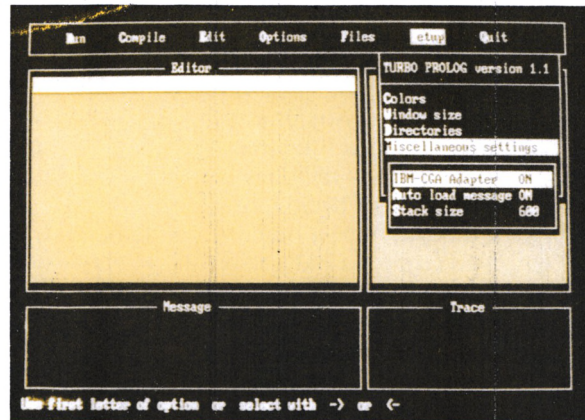 Run Compile Edit Options Files Setup Quit
Editor
TURBO PROLOG version 1.1
Colors
Window size
Directories
Miscellaneous settings
IBM-CGA Adapter ON
Auto load message ON
Stack size 600
Message
Trace
Use first letter of option or select with -> or <-